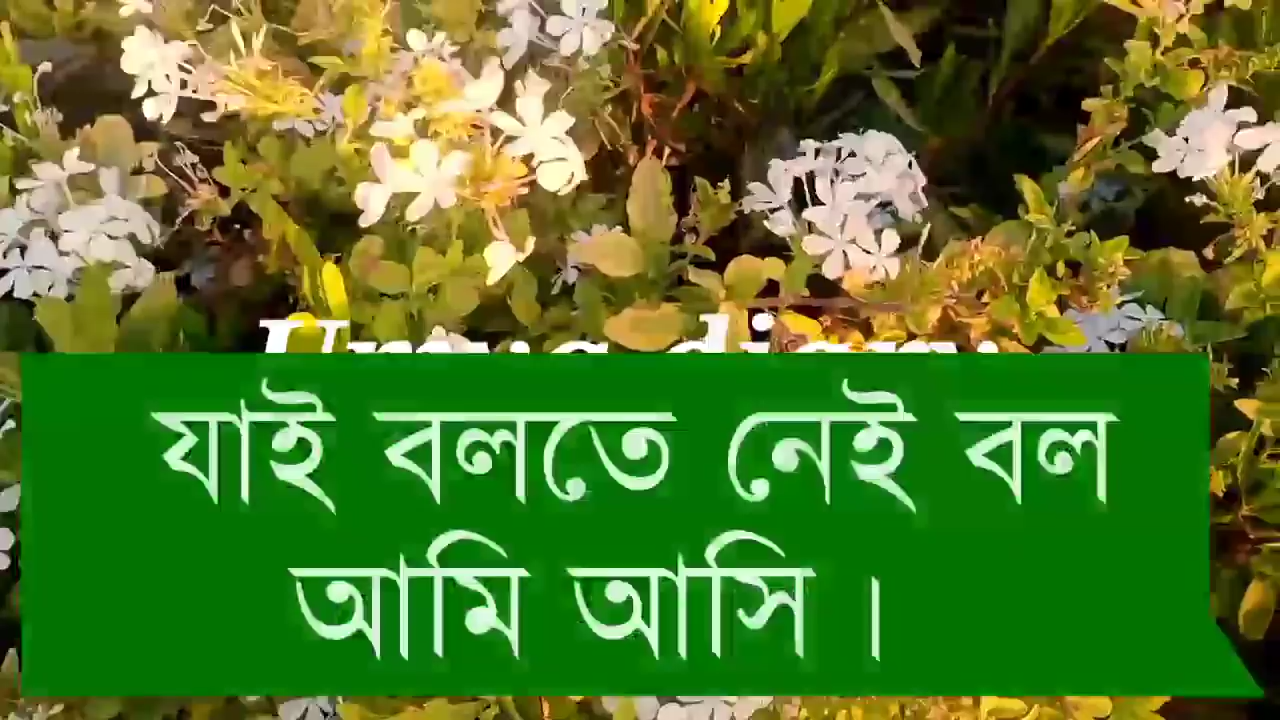 যাই বলতে নেই বল
আমি আসি ।